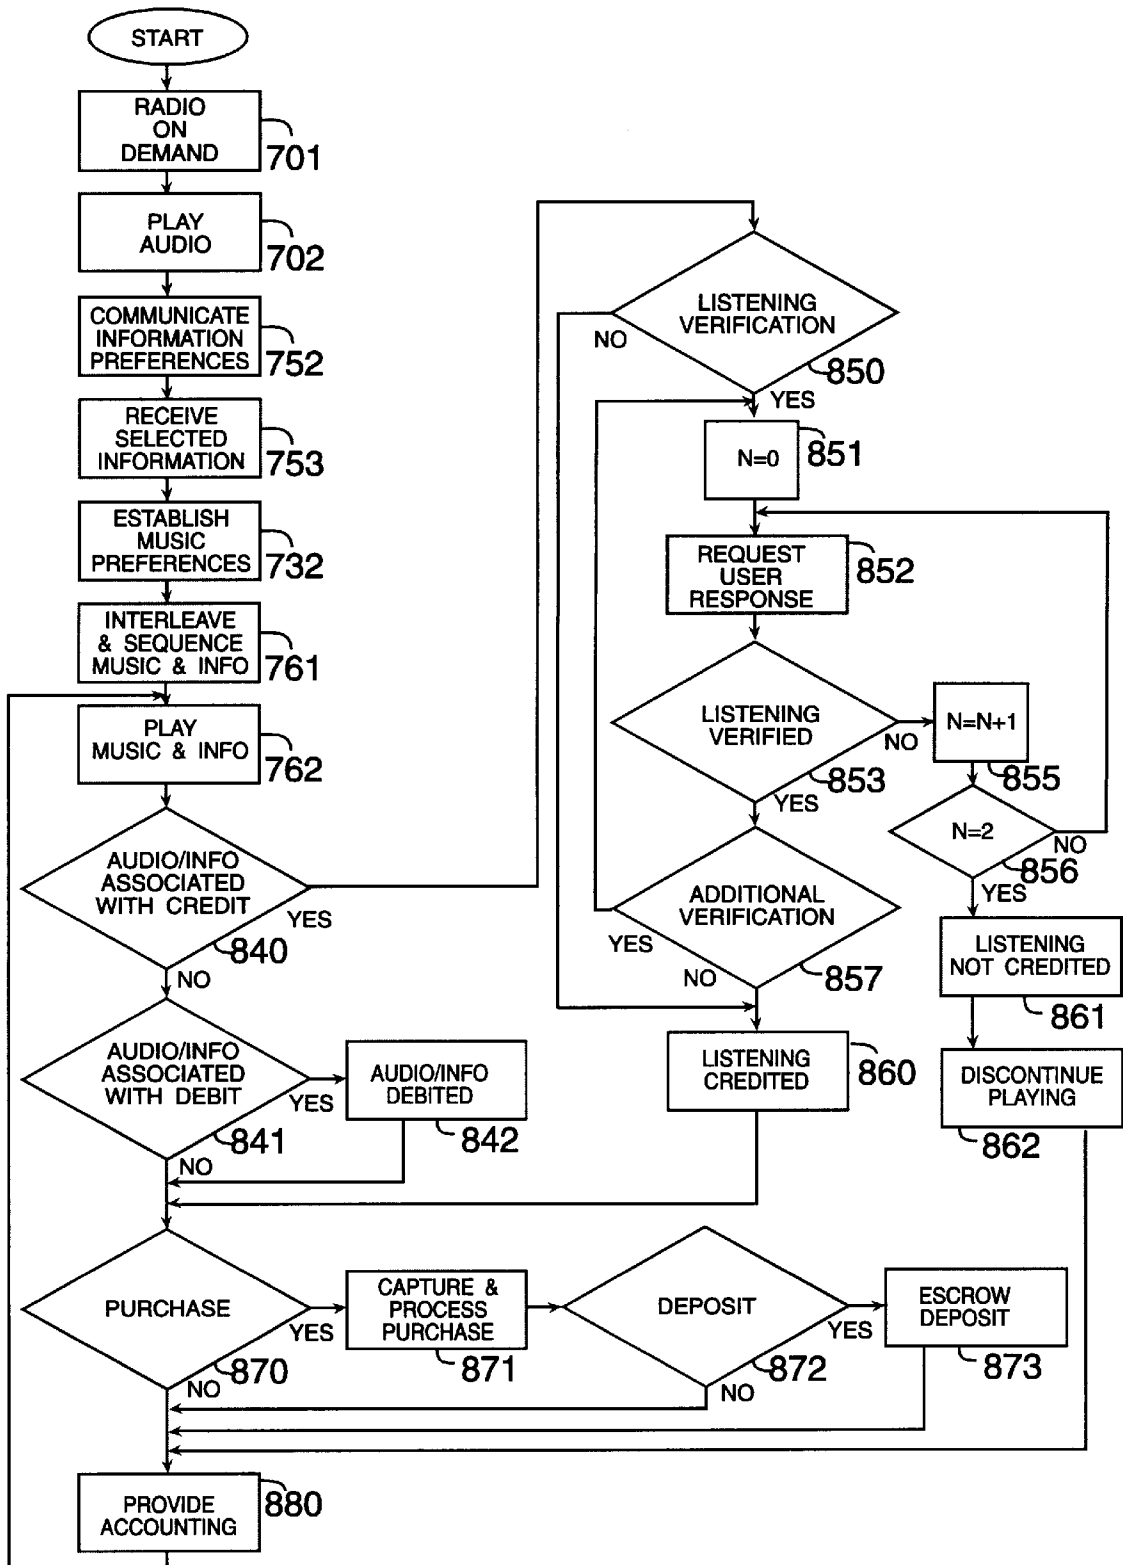 START
RADIO
ON
DEMAND
701
PLAY
AUDIO
702
COMMUNICATE
INFORMATION
PREFERENCES
752
RECEIVE
SELECTED
INFORMATION
753
ESTABLISH
MUSIC
PREFERENCES
732
INTERLEAVE
& SEQUENCE
MUSIC & INFO
761
PLAY
MUSIC & INFO
762
AUDIO/INFO
ASSOCIATED
WITH CREDIT
YES
840
NO
AUDIO/INFO
ASSOCIATED
WITH DEBIT
YES
841
NO
AUDIO/INFO
DEBITED
842
LISTENING
VERIFICATION
NO
850
YES
N=0
851
REQUEST
USER
RESPONSE
852
LISTENING
VERIFIED
NO
853
YES
N=N+1
855
N=2
NO
856
YES
ADDITIONAL
VERIFICATION
YES
857
NO
LISTENING
CREDITED
860
LISTENING
NOT CREDITED
861
DISCONTINUE
PLAYING
862
PURCHASE
YES
870
NO
CAPTURE &
PROCESS
PURCHASE
871
DEPOSIT
YES
872
NO
ESCROW
DEPOSIT
873
PROVIDE
ACCOUNTING
880